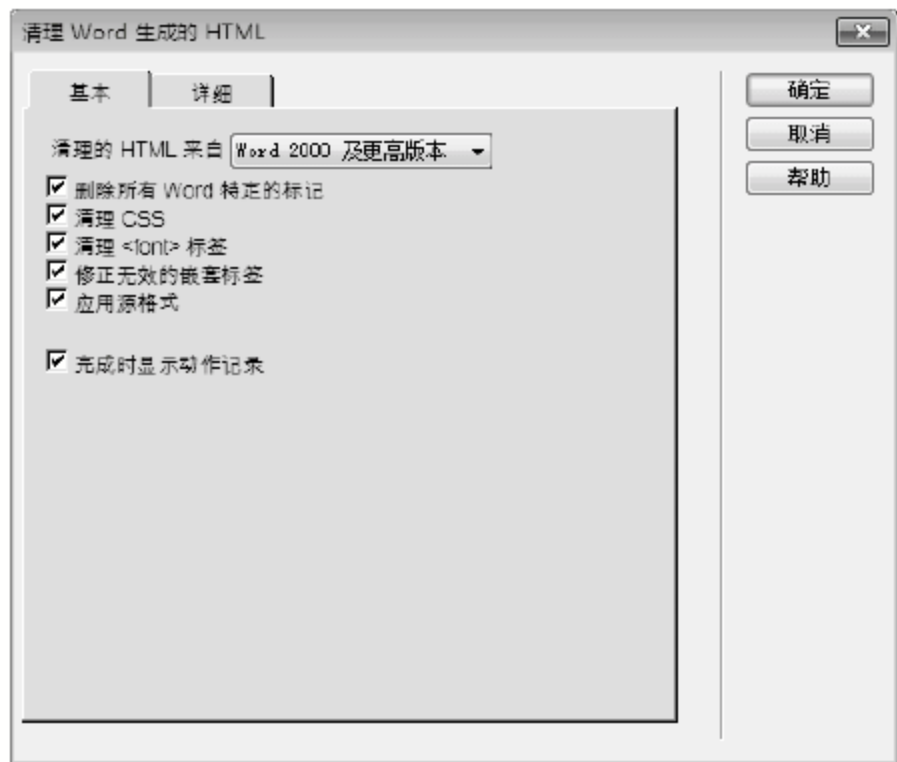 清理 Word 生成的 HTML
基本
详细
清理的 HTML 来自 Word 2000 及更高版本
删除所有 Word 特定的标记
清理 CSS
清理 <font> 标签
修正无效的嵌套标签
应用源格式
完成时显示动作记录
确定
取消
帮助